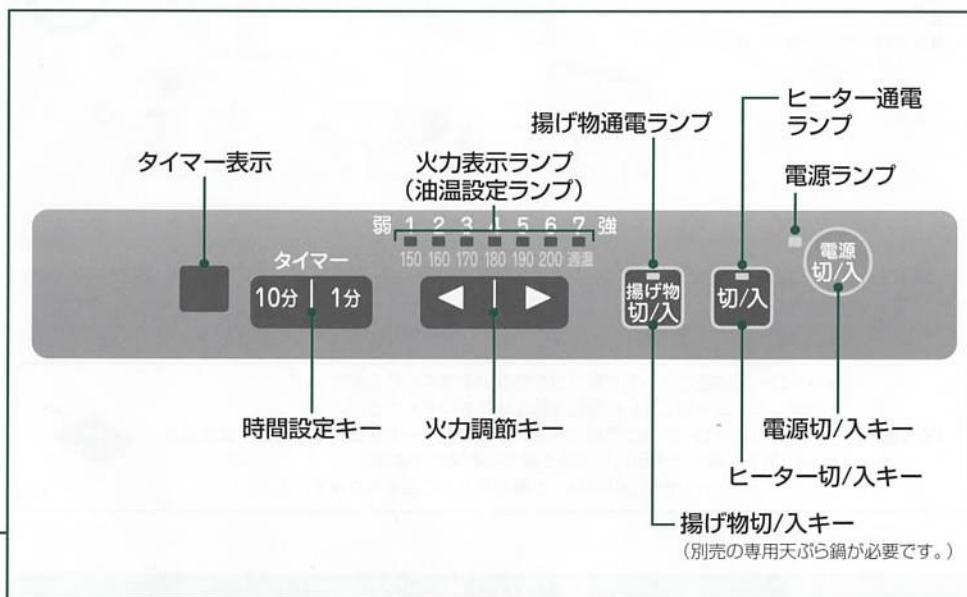 ヒーター通電
ランプ
揚げ物通電ランプ
タイマー表示
火力表示ランプ
(油温設定ランプ)
電源ランプ
弱 1 2 3 4 5 6 7 強
150 160 170 180 190 200 適温
タイマー
10分 1分
揚げ物
切/入
切/入
電源
切/入
時間設定キー
火力調節キー
電源切/入キー
ヒーター切/入キー
揚げ物切/入キー
(別売の専用天ぷら鍋が必要です。)